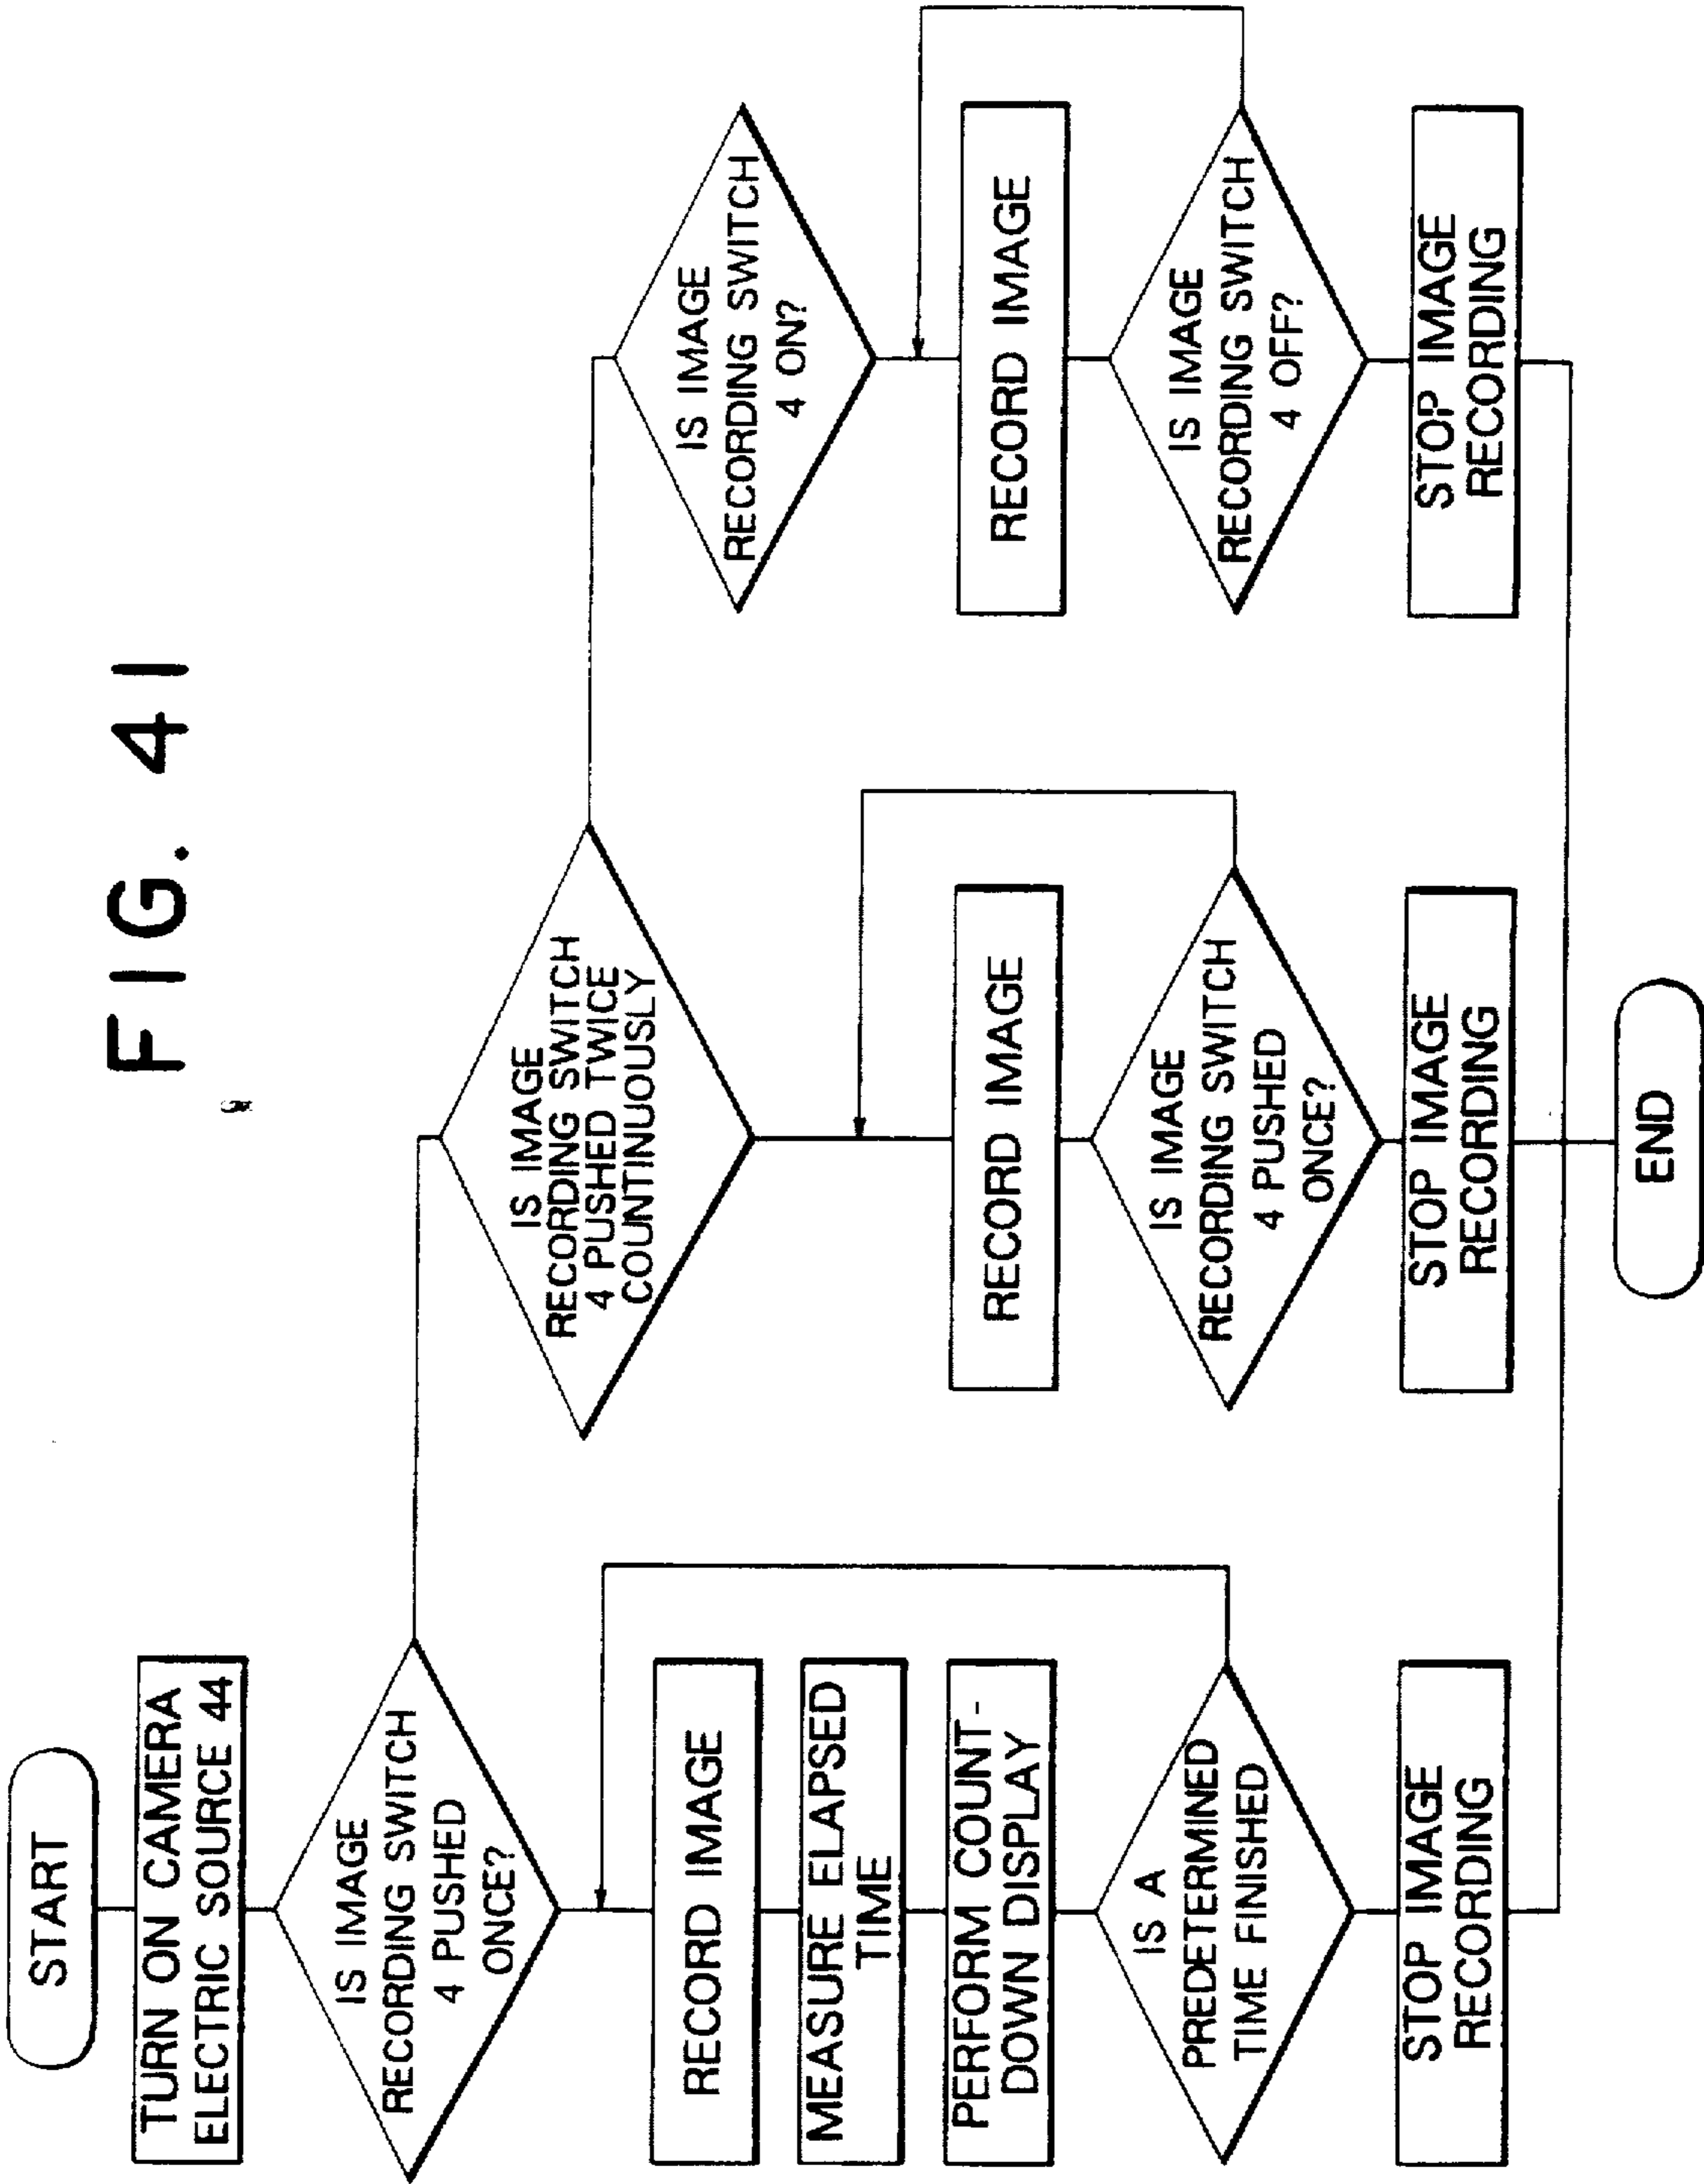 FIG. 41
START
TURN ON CAMERA
ELECTRIC SOURCE 44
IS IMAGE
RECORDING SWITCH
4 PUSHED
ONCE?
RECORD IMAGE
MEASURE ELAPSED
TIME
PERFORM COUNT-
DOWN DISPLAY
IS A
PREDETERMINED
TIME FINISHED
STOP IMAGE
RECORDING
IS IMAGE
RECORDING SWITCH
4 PUSHED TWICE
COUNTINUOUSLY
RECORD IMAGE
IS IMAGE
RECORDING SWITCH
4 PUSHED
ONCE?
STOP IMAGE
RECORDING
IS IMAGE
RECORDING SWITCH
4 ON?
RECORD IMAGE
IS IMAGE
RECORDING SWITCH
4 OFF?
STOP IMAGE
RECORDING
END